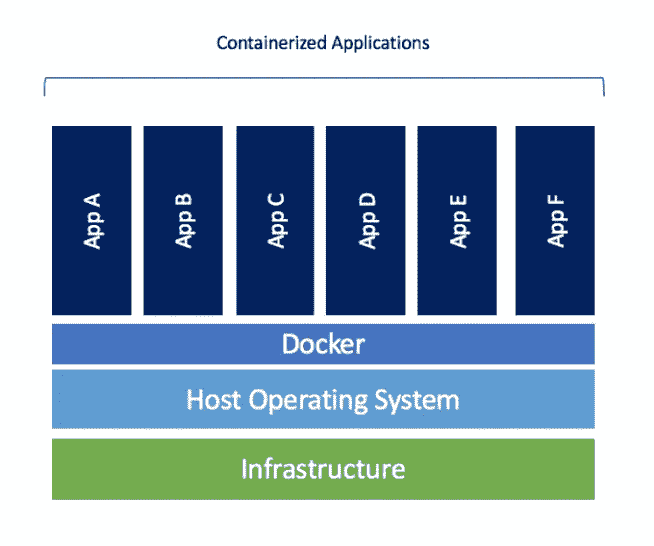 Containerized Applications
App A
App B
App C
App D
App E
App F
Docker
Host Operating System
Infrastructure